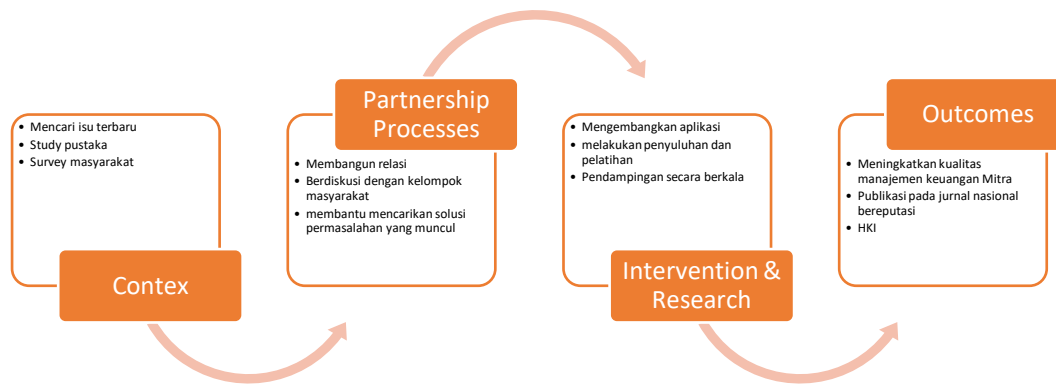 • Mencari isu terbaru
• Study pustaka
• Survey masyarakat
Contex
Partnership
Processes
• Membangun relasi
• Berdiskusi dengan kelompok
masyarakat
• membantu mencarikan solusi
permasalahan yang muncul
• Mengembangkan aplikasi
• melakukan penyuluhan dan
pelatihan
• Pendampingan secara berkala
Intervention &
Research
Outcomes
• Meningkatkan kualitas
manajemen keuangan Mitra
• Publikasi pada jurnal nasional
bereputasi
• HKI